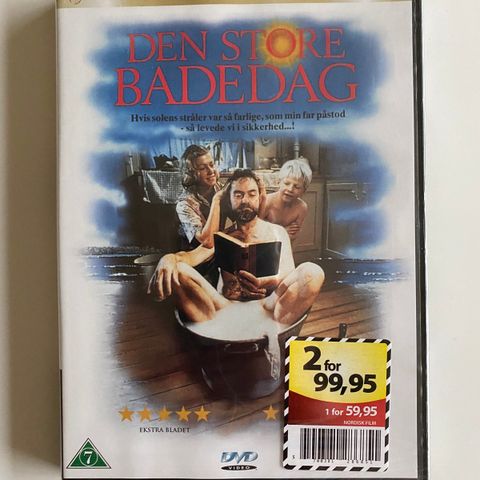 DEN STORE
BADEDAG
Hvis solens stråler var så farlige, som min far påstod
- så levede vi i sikkerhed...!
2 for
99,95
1 for 59,95
NORDISK FILM
EKSTRA BLADET
7
DVD
VIDEO